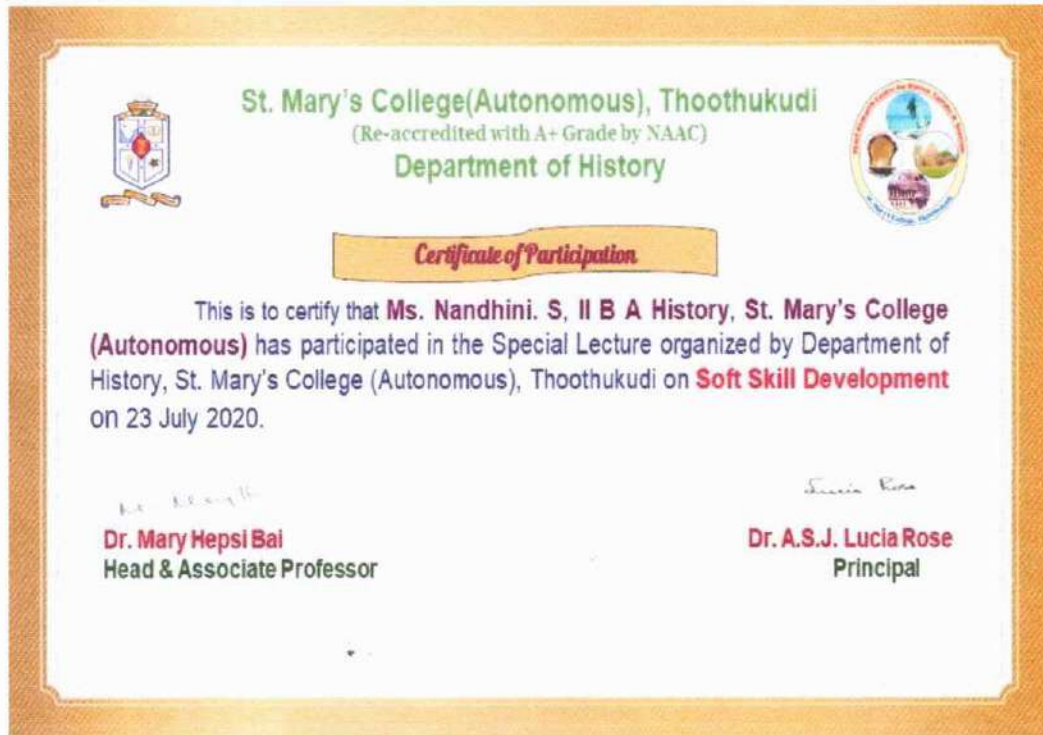 St. Mary's College(Autonomous), Thoothukudi
(Re-accredited with A+ Grade by NAAC)
Department of History
Certificate of Participation
This is to certify that Ms. Nandhini. S, II B A History, St. Mary's College
(Autonomous) has participated in the Special Lecture organized by Department of
History, St. Mary's College (Autonomous), Thoothukudi on Soft Skill Development
on 23 July 2020.
Lucia Rose
Dr. Mary Hepsi Bai
Dr. A.S.J. Lucia Rose
Head & Associate Professor
Principal